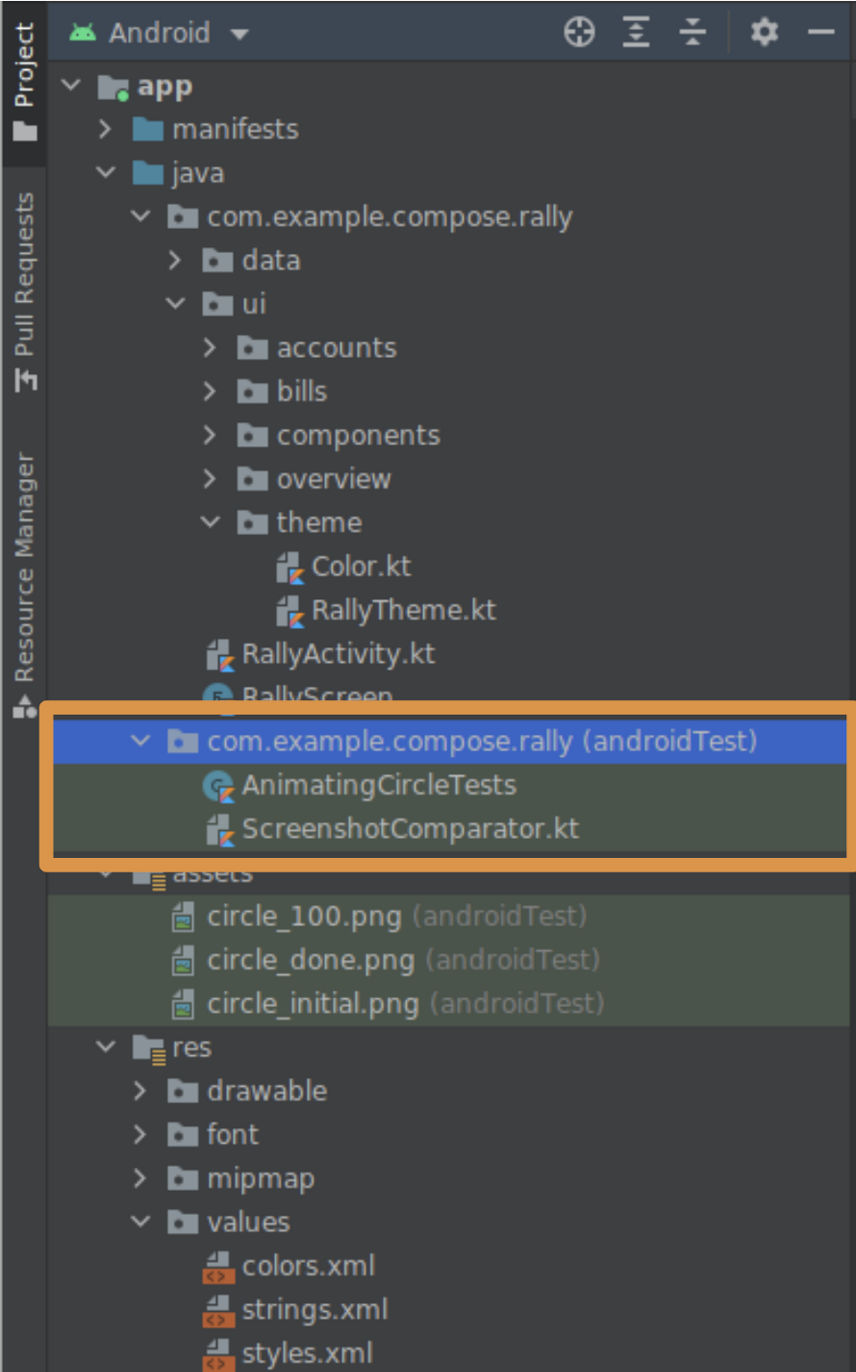 Project
Pull Requests
Resource Manager
Android
app
manifests
java
com.example.compose.rally
data
ui
accounts
bills
components
overview
theme
Color.kt
RallyTheme.kt
RallyActivity.kt
RallyScreen
com.example.compose.rally (androidTest)
AnimatingCircleTests
ScreenshotComparator.kt
assets
circle_100.png (androidTest)
circle_done.png (androidTest)
circle_initial.png (androidTest)
res
drawable
font
mipmap
values
colors.xml
strings.xml
styles.xml